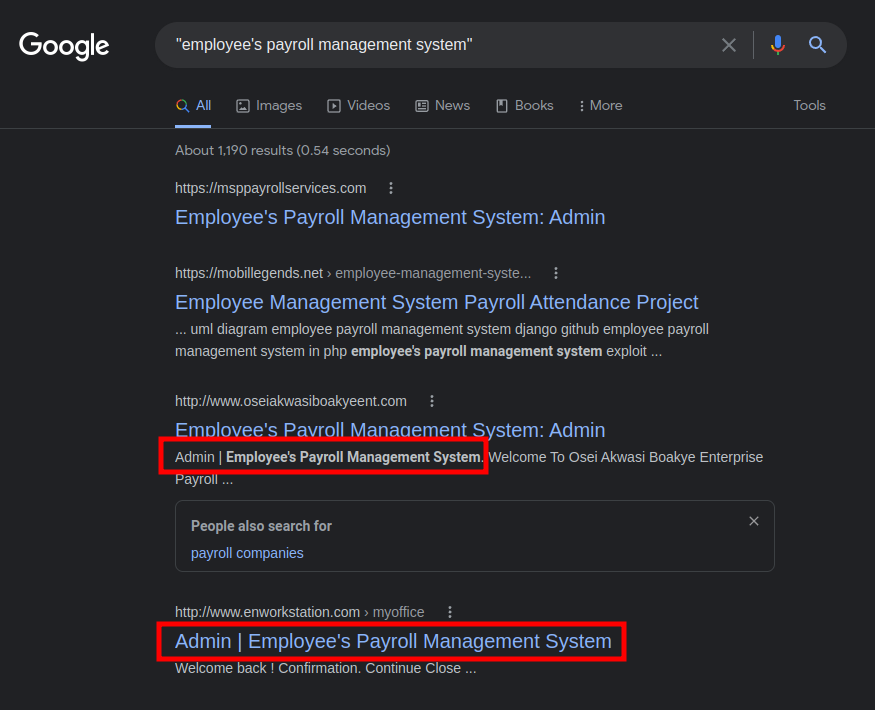 Google
"employee's payroll management system"
All Images Videos News Books More Tools
About 1,190 results (0.54 seconds)
https://msppayrollservices.com
Employee's Payroll Management System: Admin
https://mobillegends.net › employee-management-syste...
Employee Management System Payroll Attendance Project
... uml diagram employee payroll management system django github employee payroll
management system in php employee's payroll management system exploit ...
http://www.oseiakwasiboakyeent.com
Employee's Payroll Management System: Admin
Admin | Employee's Payroll Management System. Welcome To Osei Akwasi Boakye Enterprise
Payroll ...
People also search for
payroll companies
http://www.enworkstation.com › myoffice
Admin | Employee's Payroll Management System
Welcome back ! Confirmation. Continue Close ...